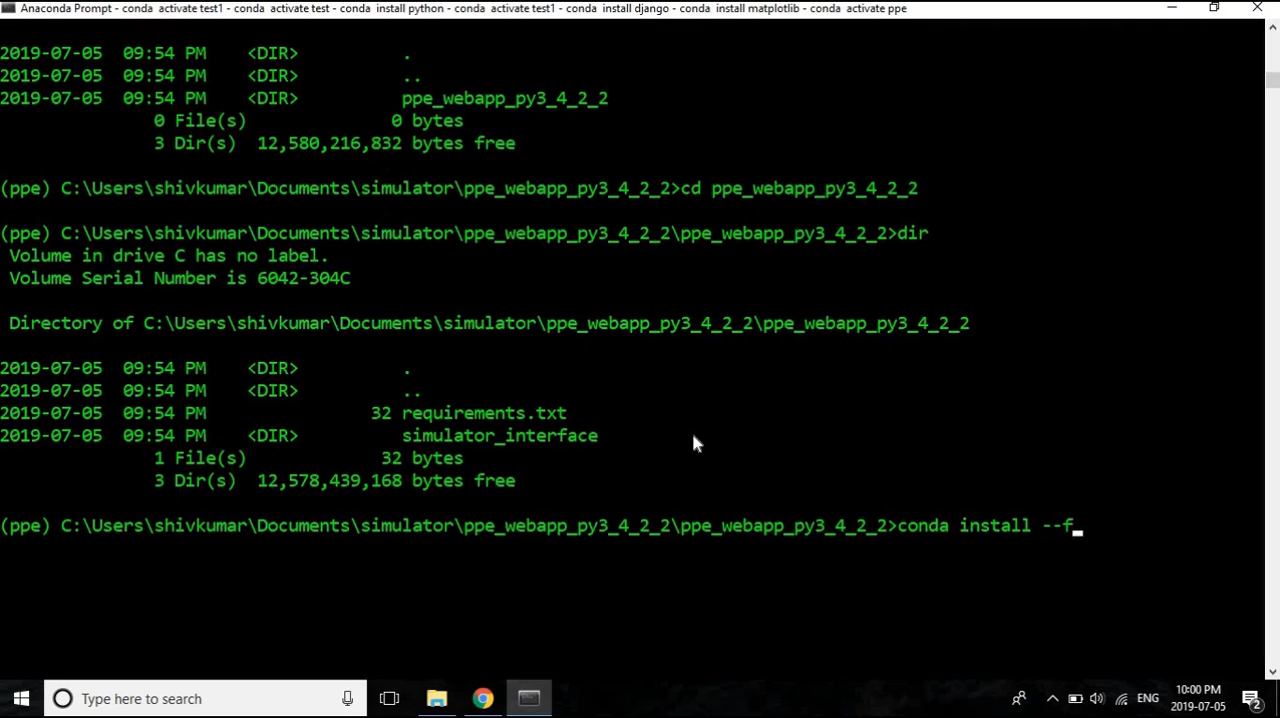 Anaconda Prompt - conda activate test1 - conda activate test - conda install python - conda activate test1 - conda install django - conda install matplotlib - conda activate ppe
2019-07-05 09:54 PM <DIR> .
2019-07-05 09:54 PM <DIR> ..
2019-07-05 09:54 PM <DIR> ppe_webapp_py3_4_2_2
0 File(s) 0 bytes
3 Dir(s) 12,580,216,832 bytes free
(ppe) C:\Users\shivkumar\Documents\simulator\ppe_webapp_py3_4_2_2>cd ppe_webapp_py3_4_2_2
(ppe) C:\Users\shivkumar\Documents\simulator\ppe_webapp_py3_4_2_2\ppe_webapp_py3_4_2_2>dir
Volume in drive C has no label.
Volume Serial Number is 6042-304C
Directory of C:\Users\shivkumar\Documents\simulator\ppe_webapp_py3_4_2_2\ppe_webapp_py3_4_2_2
2019-07-05 09:54 PM <DIR> .
2019-07-05 09:54 PM <DIR> ..
2019-07-05 09:54 PM 32 requirements.txt
2019-07-05 09:54 PM <DIR> simulator_interface
1 File(s) 32 bytes
3 Dir(s) 12,578,439,168 bytes free
(ppe) C:\Users\shivkumar\Documents\simulator\ppe_webapp_py3_4_2_2\ppe_webapp_py3_4_2_2>conda install --f_
Type here to search
ENG
10:00 PM
2019-07-05
2